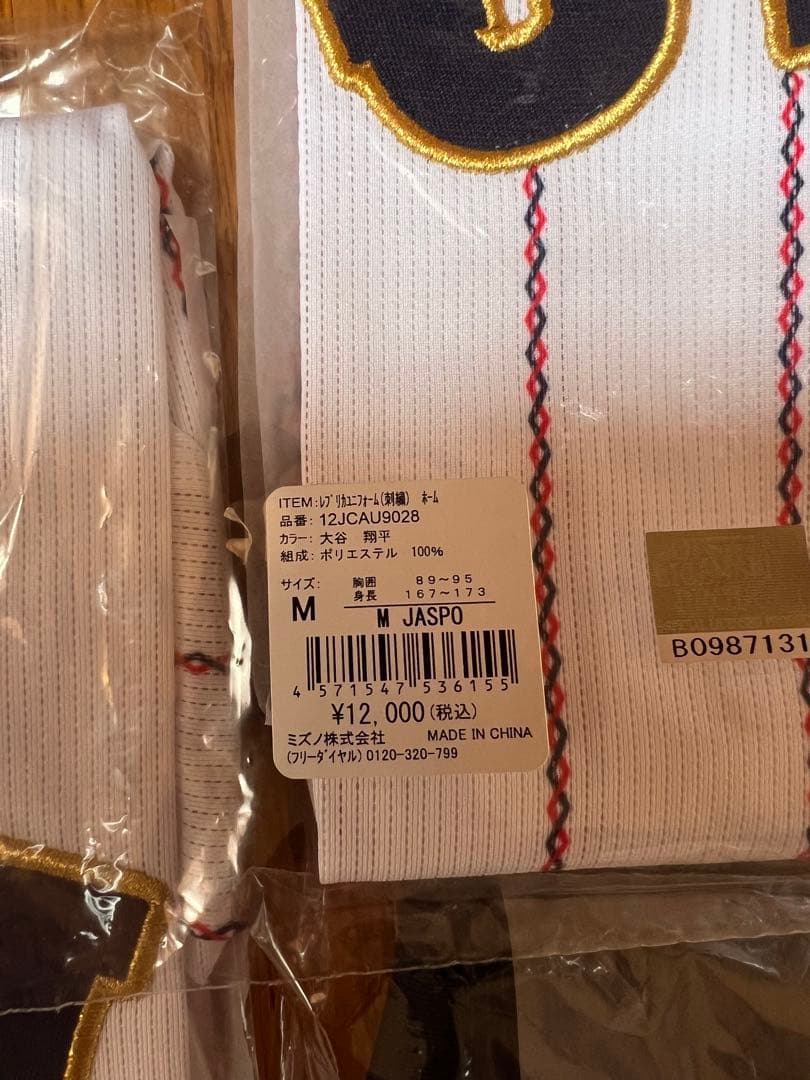 ITEM:ﾚﾌﾟﾘｶﾕﾆﾌｫｰﾑ(刺繍) ﾎｰﾑ
品番: 12JCAU9028
カラー: 大谷 翔平
組成: ポリエステル 100%
サイズ: 胸囲 89~95
M 身長 167~173
M JASPO
4 571547 536155
¥12,000(税込)
ミズノ株式会社 MADE IN CHINA
(フリーダイヤル) 0120-320-799
B0987131